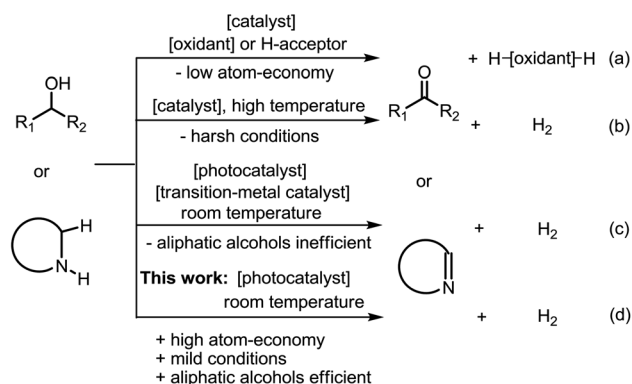 [catalyst]
[oxidant] or H-acceptor
- low atom-economy
+ H-[oxidant]-H (a)
OH
R1 R2
O
R1 R2
[catalyst], high temperature
- harsh conditions
+ H2 (b)
or
or
[photocatalyst]
[transition-metal catalyst]
room temperature
- aliphatic alcohols inefficient
+ H2 (c)
H
N
H
N
This work: [photocatalyst]
room temperature
+ H2 (d)
+ high atom-economy
+ mild conditions
+ aliphatic alcohols efficient